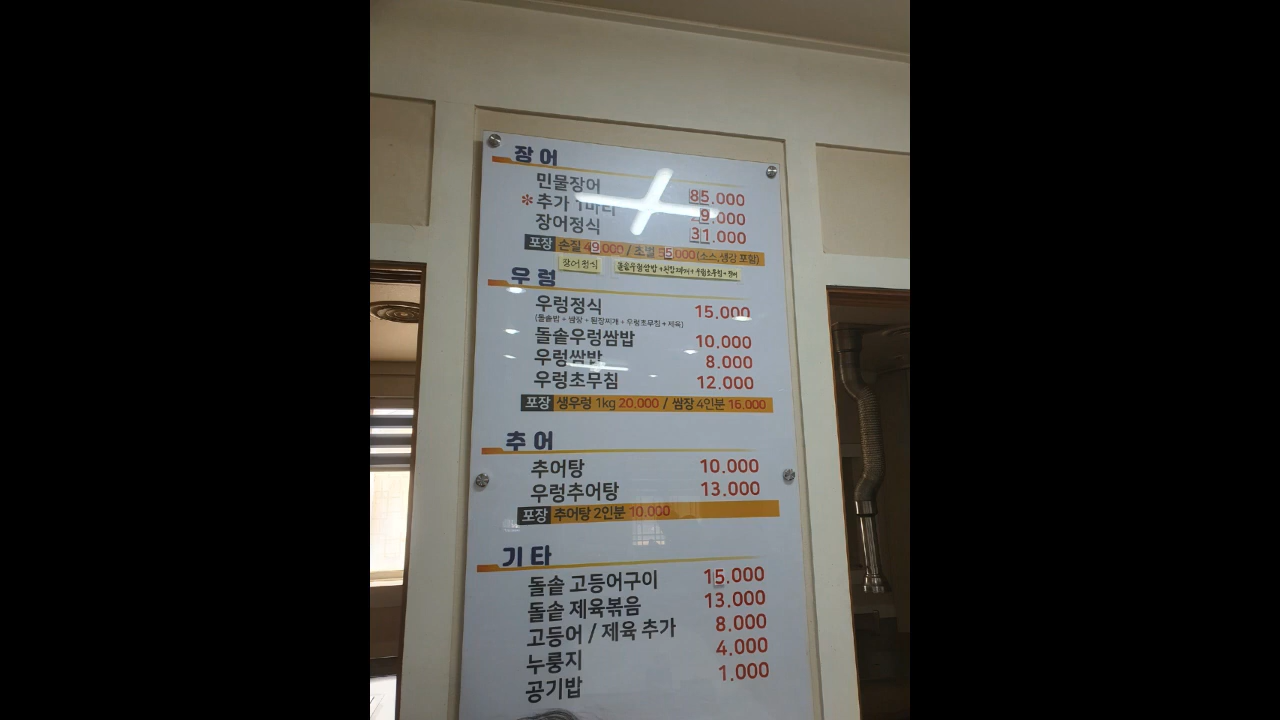 장어
민물장어 85.000
*추가 1마리 29.000
장어정식 31.000
포장 손질 49.000 / 초벌 55.000 (소스,생강 포함)
장어정식 돌솥우렁쌈밥 + 된장찌개 + 우렁초무침 + 장어
우렁
우렁정식 15.000
(돌솥밥 + 쌈장 + 된장찌개 + 우렁초무침 + 제육)
돌솥우렁쌈밥 10.000
우렁쌈밥 8.000
우렁초무침 12.000
포장 생우렁 1kg 20.000 / 쌈장 4인분 16.000
추어
추어탕 10.000
우렁추어탕 13.000
포장 추어탕 2인분 10.000
기타
돌솥 고등어구이 15.000
돌솥 제육볶음 13.000
고등어 / 제육 추가 8.000
누룽지 4.000
공기밥 1.000